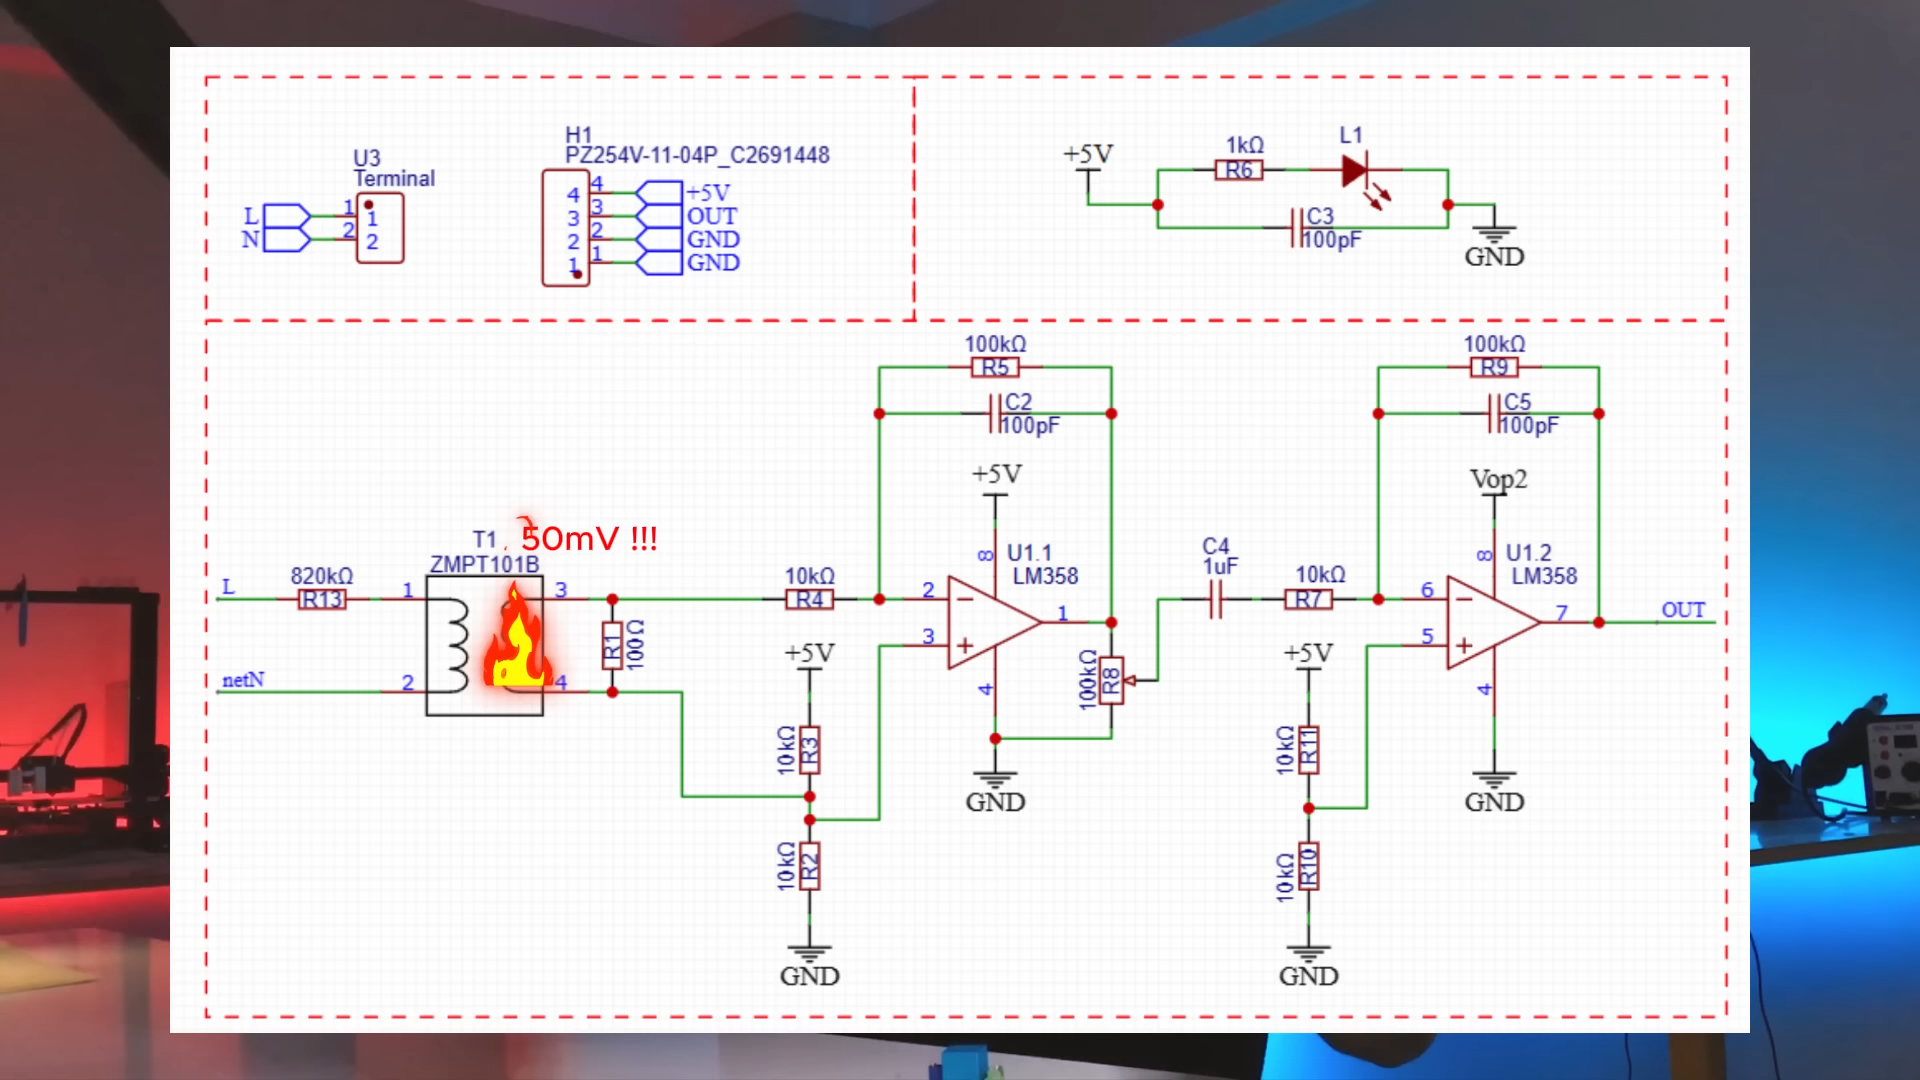 U3
Terminal
L
N
1
2
1
2
H1
PZ254V-11-04P_C2691448
4
3
2
1
4
3
2
1
+5V
OUT
GND
GND
+5V
1kΩ
R6
L1
C3
100pF
GND
100kΩ
R5
C2
100pF
+5V
8
U1.1
LM358
2
3
1
4
GND
100kΩ
R9
C5
100pF
Vop2
8
U1.2
LM358
6
5
7
4
GND
OUT
50mV !!!
T1
ZMPT101B
L
820kΩ
R13
1
3
netN
2
4
R1
100Ω
10kΩ
R4
+5V
10kΩ
R3
10kΩ
R2
GND
100kΩ
R8
C4
1uF
10kΩ
R7
+5V
10kΩ
R11
10kΩ
R10
GND